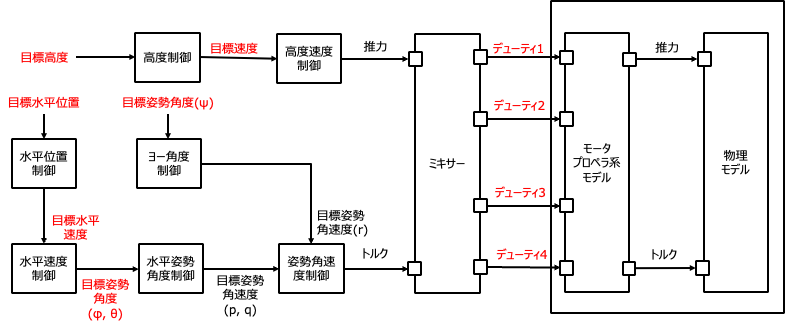 目標高度
高度制御
目標速度
高度速度
制御
推力
デューティ1
推力
目標水平位置
目標姿勢角度(ψ)
デューティ2
水平位置
制御
ヨー角度
制御
ミキサー
モータ
プロペラ系
モデル
物理
モデル
目標水平
速度
目標姿勢
角速度(r)
デューティ3
水平速度
制御
水平姿勢
角度制御
姿勢角速
度制御
トルク
デューティ4
トルク
目標姿勢
角度
(φ, θ)
目標姿勢
角速度
(p, q)